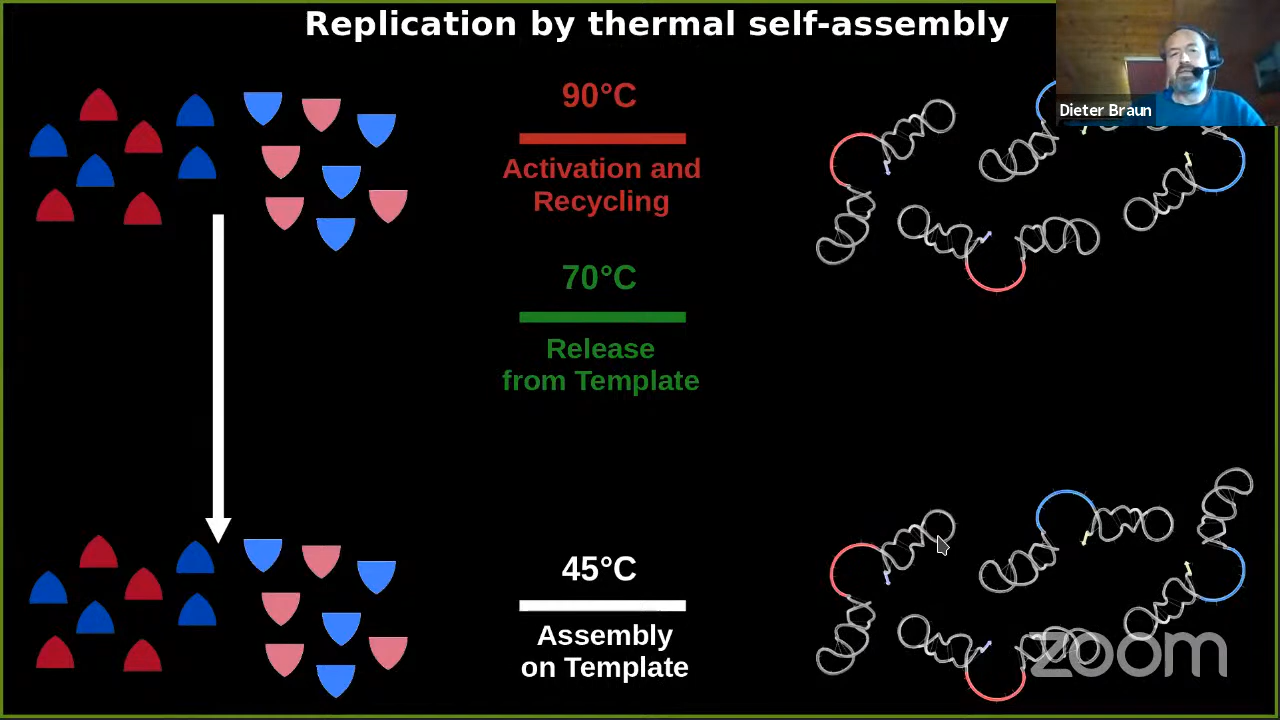 Replication by thermal self-assembly
Dieter Braun
90°C
Activation and
Recycling
70°C
Release
from Template
45°C
Assembly
on Template
zoom